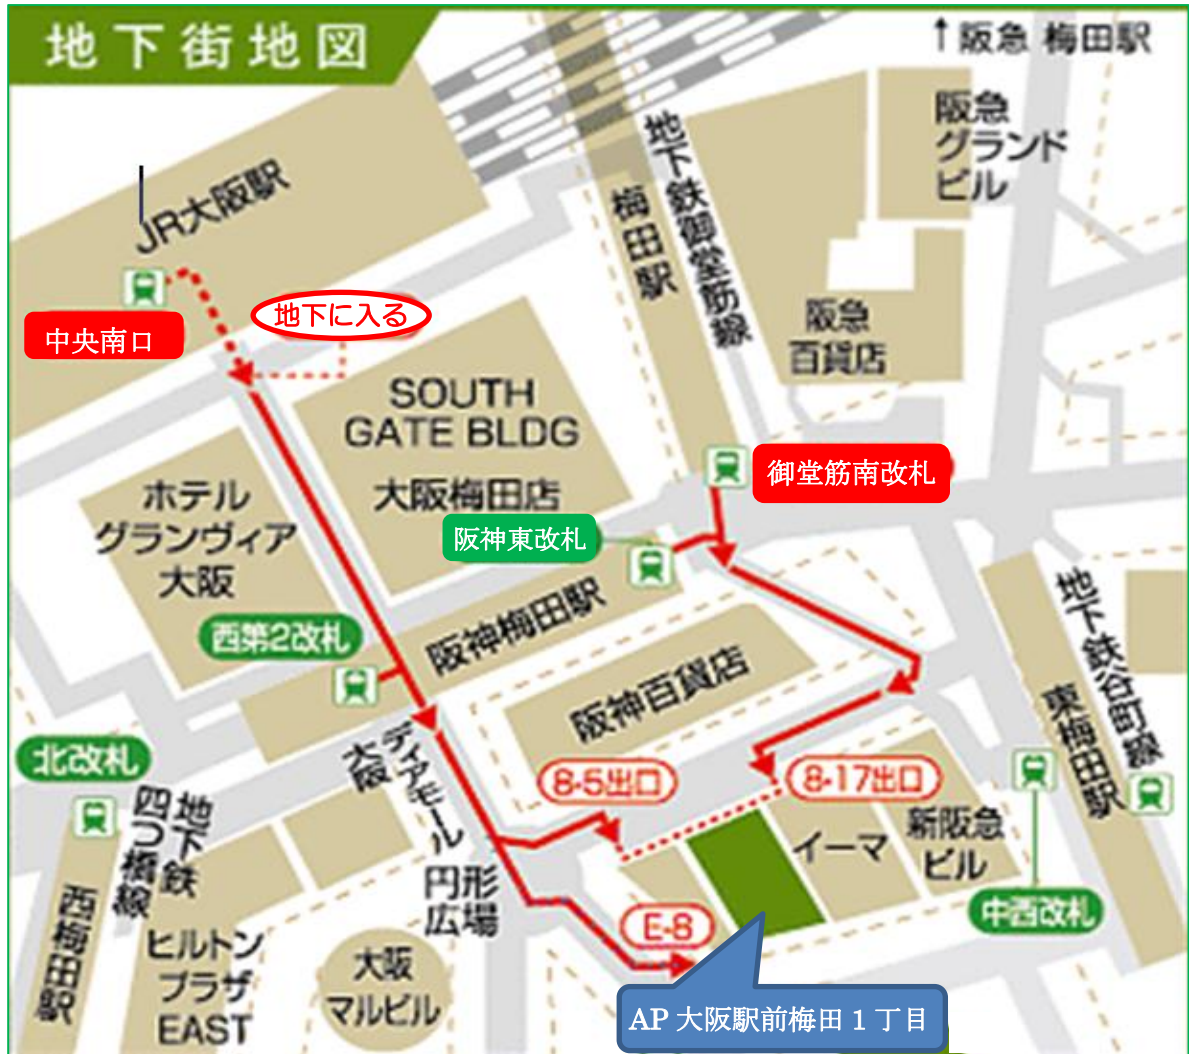 地下街地図
↑阪急 梅田駅
阪急
グランド
ビル
地下鉄御堂筋線
梅田駅
JR大阪駅
中央南口
地下に入る
阪急
百貨店
SOUTH
GATE BLDG
大阪梅田店
御堂筋南改札
ホテル
グランヴィア
大阪
阪神東改札
西第2改札
阪神梅田駅
地下鉄谷町線
東梅田駅
阪神百貨店
北改札
ディアモール
大阪
8-5出口
8-17出口
地下鉄
四つ橋線
西梅田駅
イーマ
新阪急
ビル
円形
広場
中西改札
E-8
ヒルトン
プラザ
EAST
大阪
マルビル
AP 大阪駅前梅田1丁目